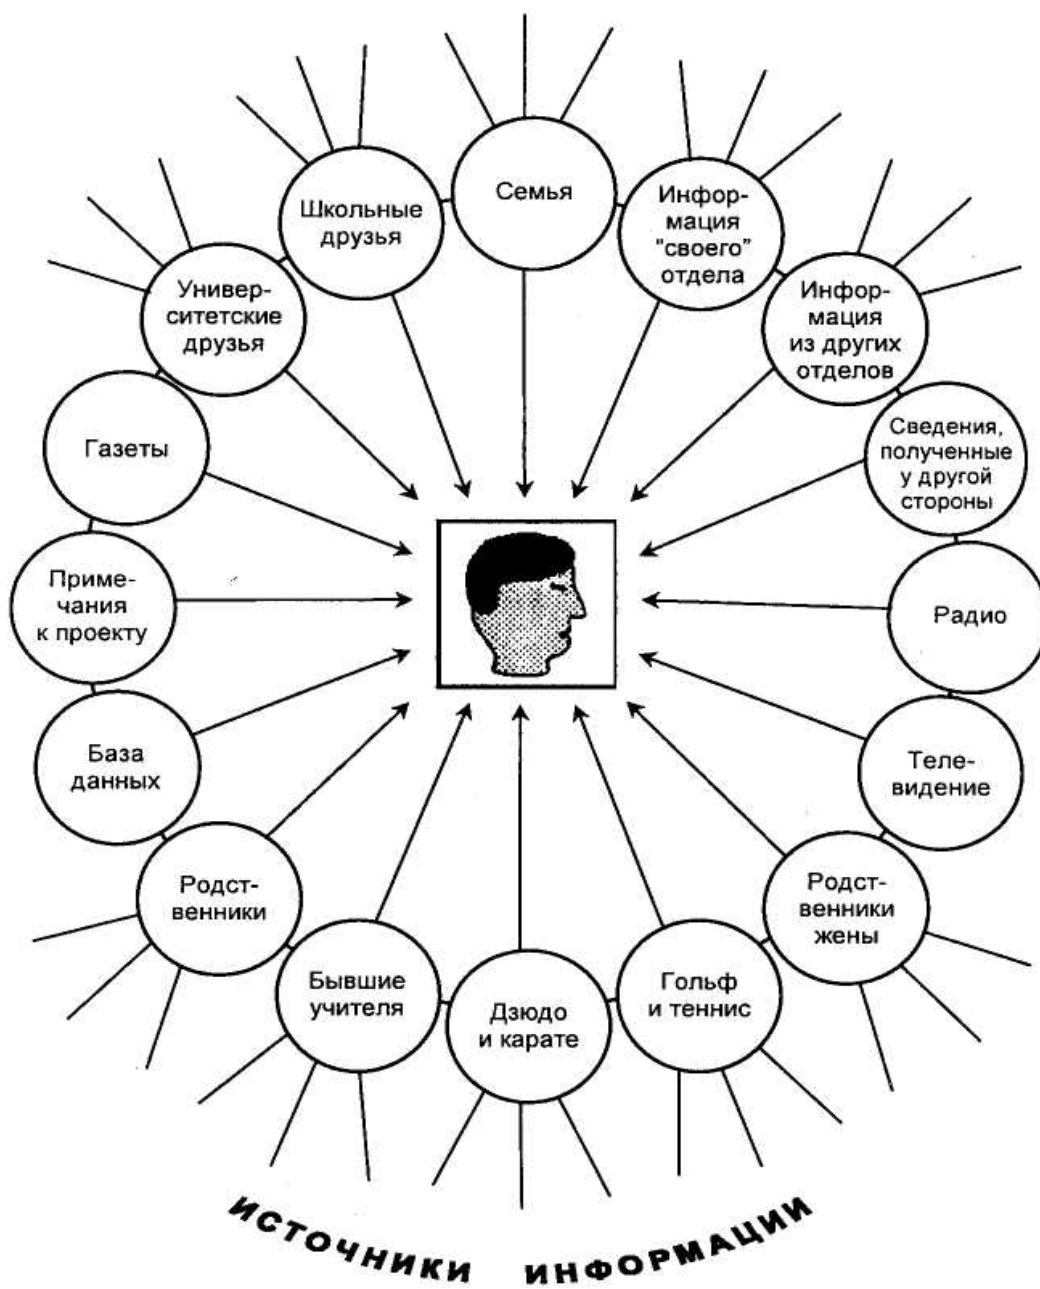 Семья
Инфор-
мация
"своего"
отдела
Инфор-
мация
из других
отделов
Сведения,
полученные
у другой
стороны
Радио
Теле-
видение
Родст-
венники
жены
Гольф
и теннис
Дзюдо
и карате
Бывшие
учителя
Родст-
венники
База
данных
Приме-
чания
к проекту
Газеты
Универ-
ситетские
друзья
Школьные
друзья
ИСТОЧНИКИ ИНФОРМАЦИИ